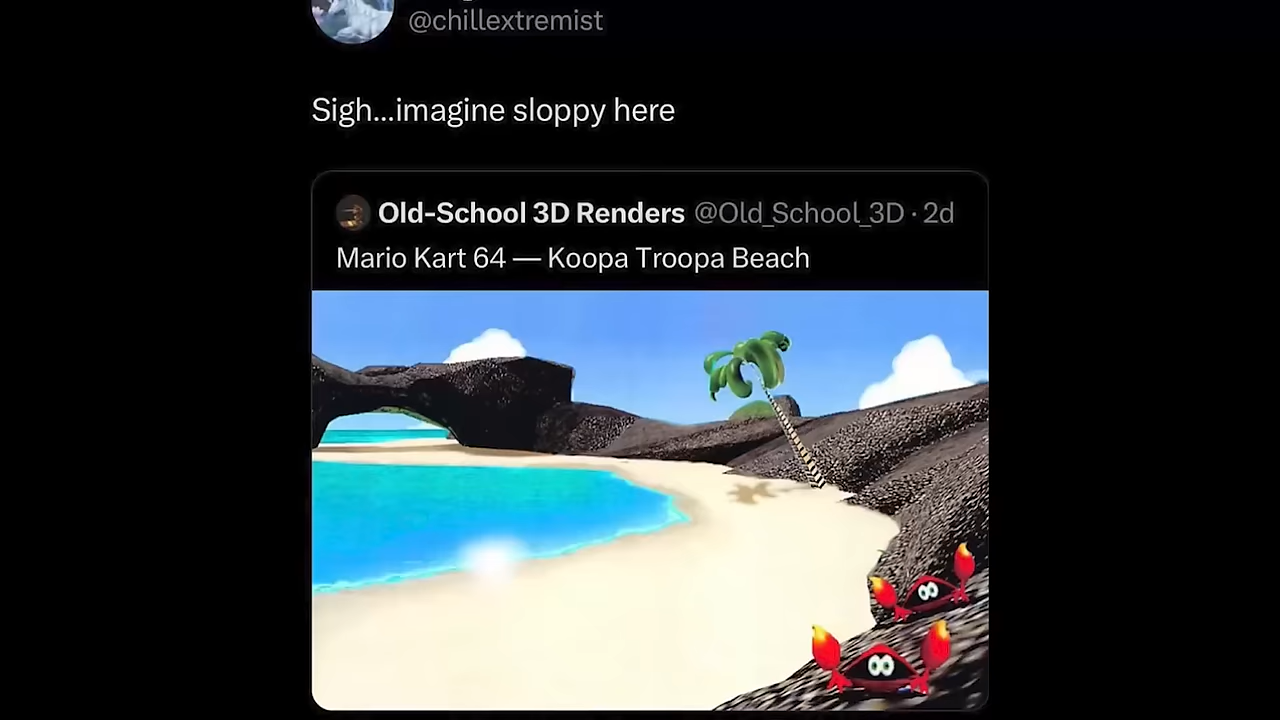 @chillextremist
Sigh...imagine sloppy here
Old-School 3D Renders @Old_School_3D · 2d
Mario Kart 64 — Koopa Troopa Beach